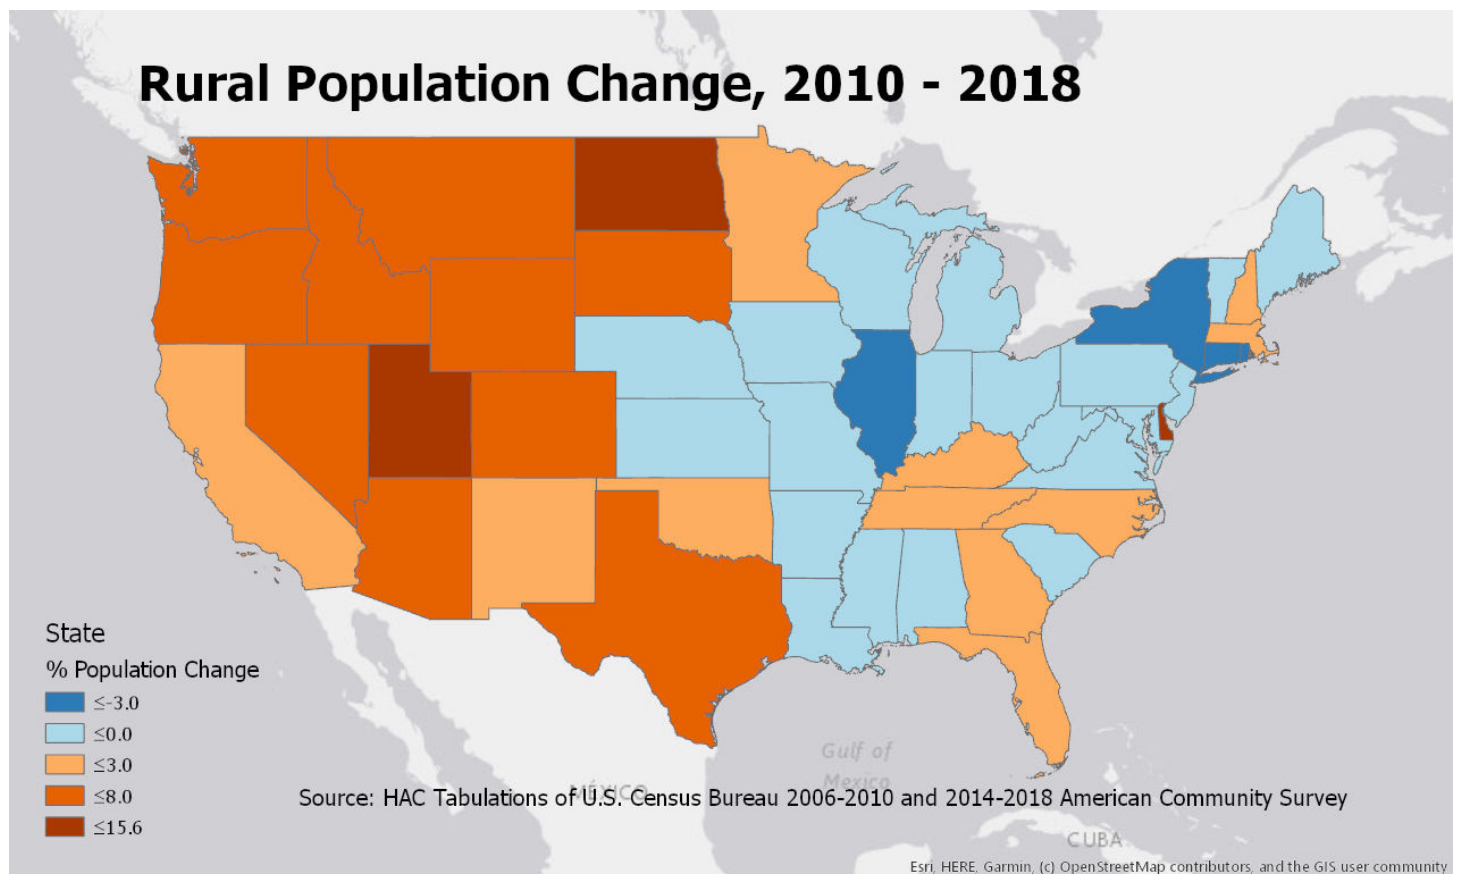 Rural Population Change, 2010 - 2018
State
% Population Change
≤-3.0
≤0.0
≤3.0
≤8.0
≤15.6
Gulf of
Mexico
MÉXICO
Source: HAC Tabulations of U.S. Census Bureau 2006-2010 and 2014-2018 American Community Survey
CUBA
Esri, HERE, Garmin, (c) OpenStreetMap contributors, and the GIS user community